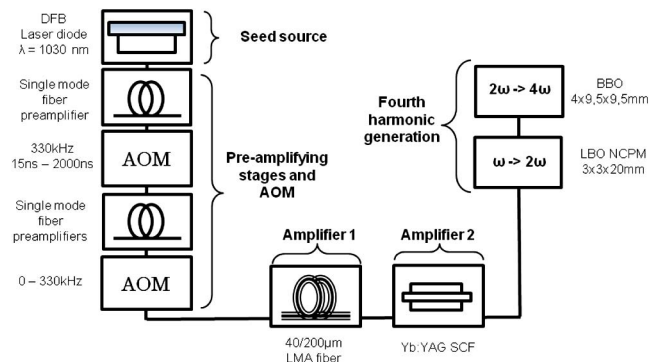 DFB
Laser diode
λ = 1030 nm
Seed source
Single mode
fiber
preamplifier
330kHz
15ns – 2000ns
AOM
Pre-amplifying
stages and
AOM
Single mode
fiber
preamplifiers
0 – 330kHz
AOM
Amplifier 1
40/200µm
LMA fiber
Amplifier 2
Yb:YAG SCF
Fourth
harmonic
generation
2ω -> 4ω
BBO
4x9,5x9,5mm
ω -> 2ω
LBO NCPM
3x3x20mm